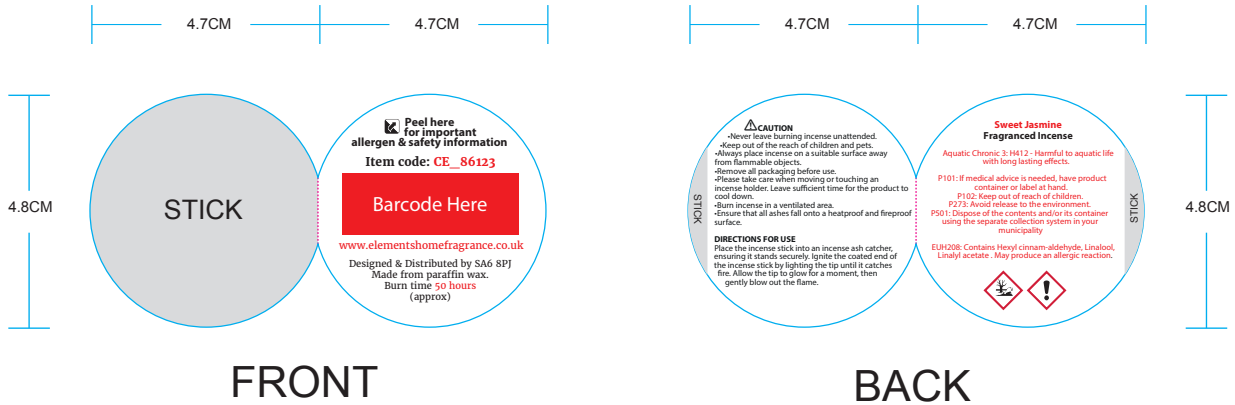 4.7CM
4.7CM
4.7CM
4.7CM
4.8CM
STICK
Peel here
for important
allergen & safety information
Item code: CE_86123
Barcode Here
www.elementshomefragrance.co.uk
Designed & Distributed by SA6 8PJ
Made from paraffin wax.
Burn time 50 hours
(approx)
FRONT
STICK
CAUTION
•Never leave burning incense unattended.
•Keep out of the reach of children and pets.
•Always place incense on a suitable surface away
from flammable objects.
•Remove all packaging before use.
•Please take care when moving or touching an
incense holder. Leave sufficient time for the product to
cool down.
•Burn incense in a ventilated area.
•Ensure that all ashes fall onto a heatproof and fireproof
surface.
DIRECTIONS FOR USE
Place the incense stick into an incense ash catcher,
ensuring it stands securely. Ignite the coated end of
the incense stick by lighting the tip until it catches
fire. Allow the tip to glow for a moment, then
gently blow out the flame.
Sweet Jasmine
Fragranced Incense
Aquatic Chronic 3: H412 - Harmful to aquatic life
with long lasting effects.
P101: If medical advice is needed, have product
container or label at hand.
P102: Keep out of reach of children.
P273: Avoid release to the environment.
P501: Dispose of the contents and/or its container
using the separate collection system in your
municipality
EUH208: Contains Hexyl cinnam-aldehyde, Linalool,
Linalyl acetate . May produce an allergic reaction.
STICK
4.8CM
BACK